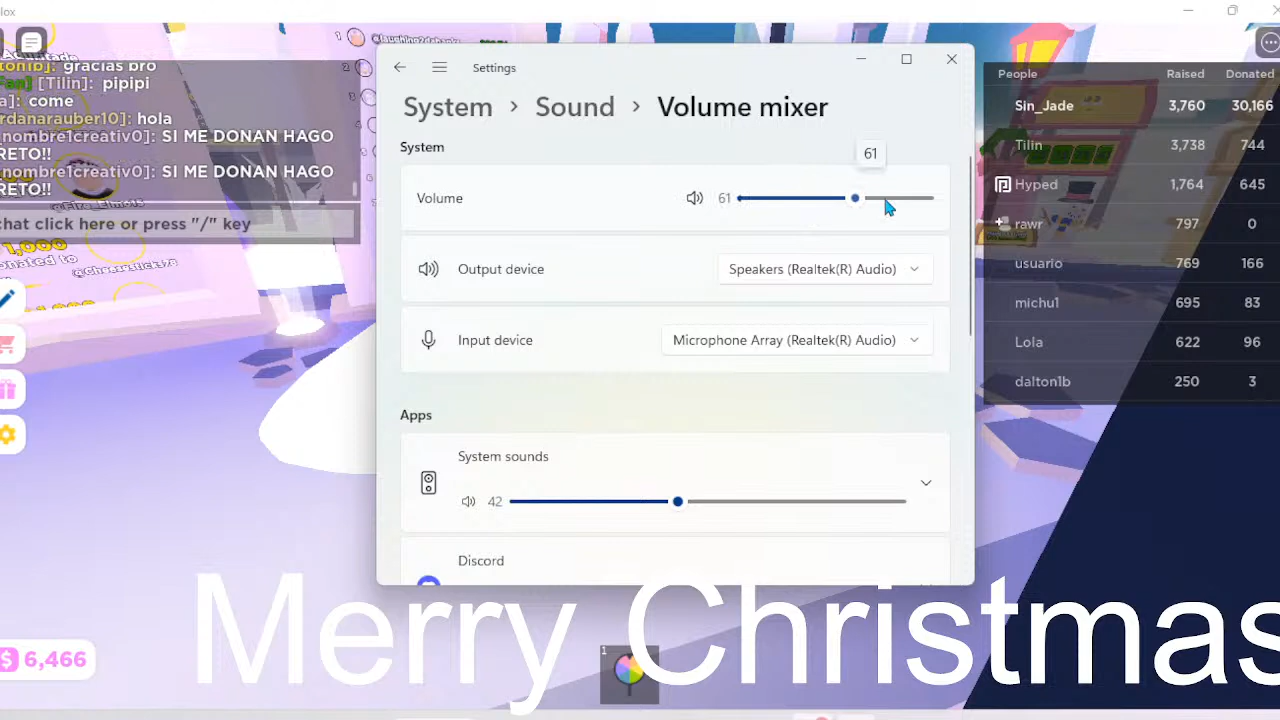 lox
gracias bro
[Tilin]: pipipi
a]: come
rdanarauber10]: hola
nombre1creativ0]: SI ME DONAN HAGO
RETO!!
nombre1creativ0]: SI ME DONAN HAGO
RETO!!
chat click here or press "/" key
1,000
Settings
System > Sound > Volume mixer
System
61
Volume
61
Output device
Speakers (Realtek(R) Audio)
Input device
Microphone Array (Realtek(R) Audio)
Apps
System sounds
42
Discord
People Raised Donated
Sin_Jade 3,760 30,166
Tilin 3,738 744
Hyped 1,764 645
rawr 797 0
usuario 769 166
michu1 695 83
Lola 622 96
dalton1b 250 3
6,466
1
Merry Christmas